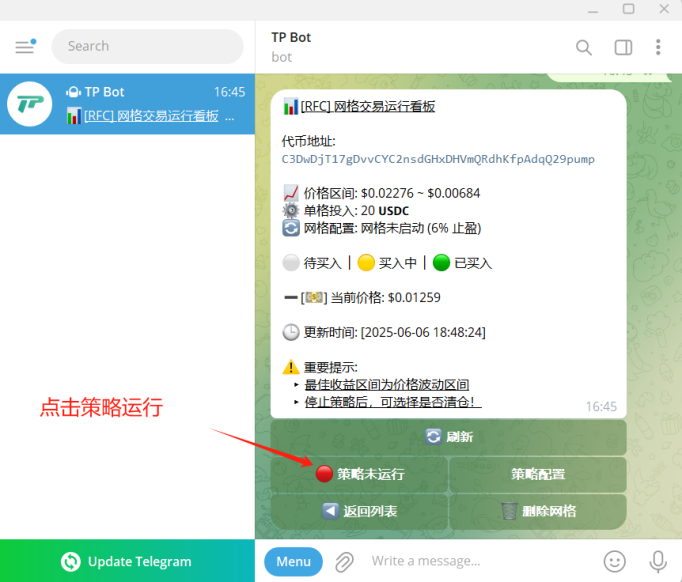 Search
TP Bot
bot
TP Bot
16:45
[RFC] 网格交易运行看板 ...
[RFC] 网格交易运行看板
代币地址:
C3DwDjT17gDvvCYC2nsdGHxDHVmQRdhKfpAdqQ29pump
价格区间: $0.02276 ~ $0.00684
单格投入: 20 USDC
网格配置: 网格未启动 (6% 止盈)
待买入 | 买入中 | 已买入
[💵] 当前价格: $0.01259
更新时间: [2025-06-06 18:48:24]
重要提示:
‣ 最佳收益区间为价格波动区间
‣ 停止策略后，可选择是否清仓！
16:45
点击策略运行
刷新
策略未运行
策略配置
返回列表
删除网格
Update Telegram
Menu
Write a message...